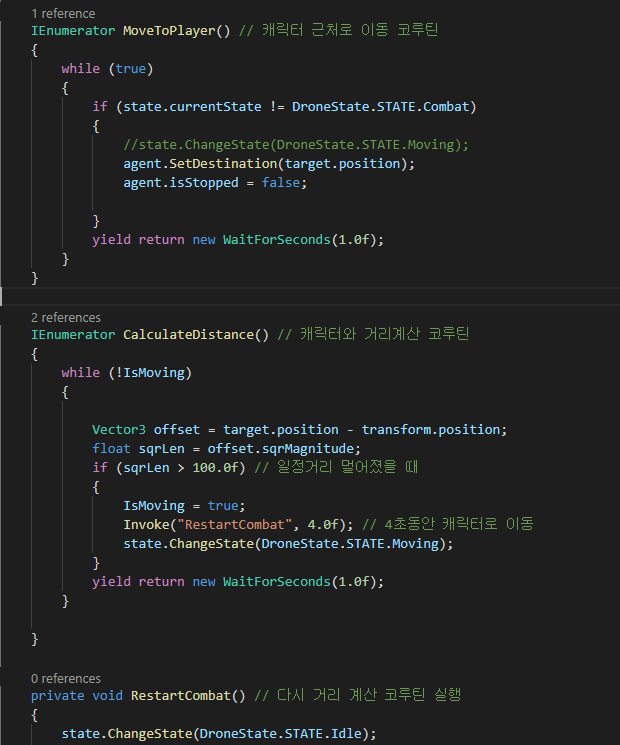 1 reference
IEnumerator MoveToPlayer() // 캐릭터 근처로 이동 코루틴
{
while (true)
{
if (state.currentState != DroneState.STATE.Combat)
{
//state.ChangeState(DroneState.STATE.Moving);
agent.SetDestination(target.position);
agent.isStopped = false;
}
yield return new WaitForSeconds(1.0f);
}
}
2 references
IEnumerator CalculateDistance() // 캐릭터와 거리계산 코루틴
{
while (!IsMoving)
{
Vector3 offset = target.position - transform.position;
float sqrLen = offset.sqrMagnitude;
if (sqrLen > 100.0f) // 일정거리 멀어졌을 때
{
IsMoving = true;
Invoke("RestartCombat", 4.0f); // 4초동안 캐릭터로 이동
state.ChangeState(DroneState.STATE.Moving);
}
yield return new WaitForSeconds(1.0f);
}
}
0 references
private void RestartCombat() // 다시 거리 계산 코루틴 실행
{
state.ChangeState(DroneState.STATE.Idle);